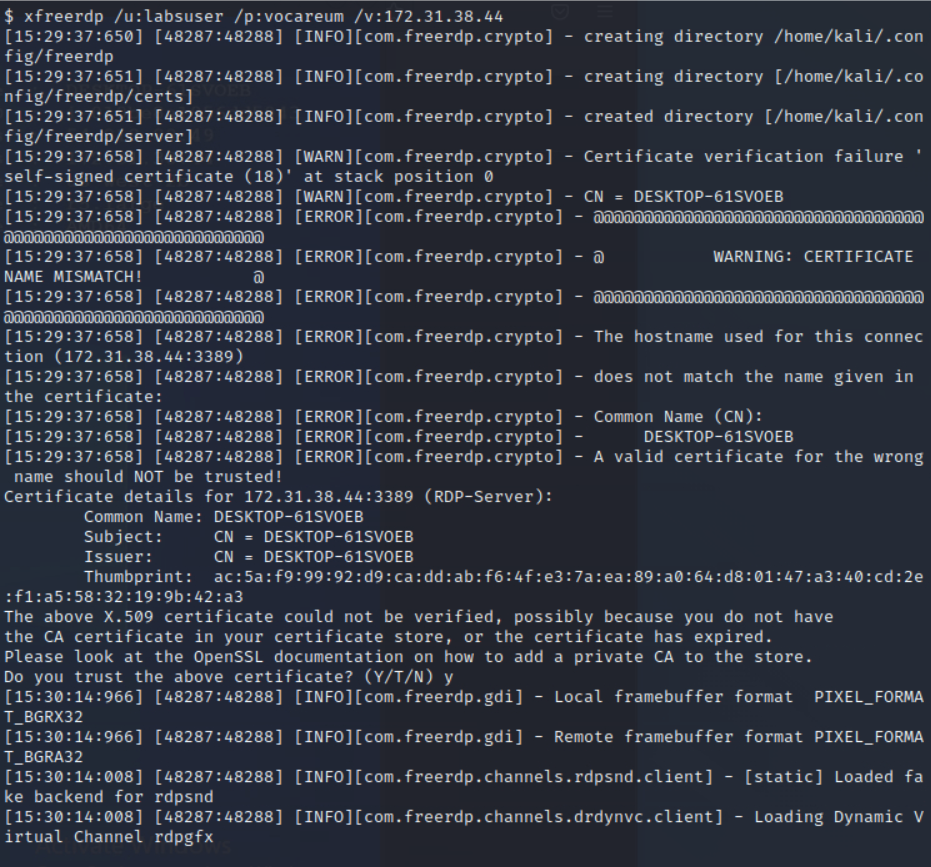 $ xfreerdp /u:labsuser /p:vocareum /v:172.31.38.44
[15:29:37:650] [48287:48288] [INFO][com.freerdp.crypto] - creating directory /home/kali/.con
fig/freerdp
[15:29:37:651] [48287:48288] [INFO][com.freerdp.crypto] - creating directory [/home/kali/.co
nfig/freerdp/certs]
[15:29:37:651] [48287:48288] [INFO][com.freerdp.crypto] - created directory [/home/kali/.con
fig/freerdp/server]
[15:29:37:658] [48287:48288] [WARN][com.freerdp.crypto] - Certificate verification failure '
self-signed certificate (18)' at stack position 0
[15:29:37:658] [48287:48288] [WARN][com.freerdp.crypto] - CN = DESKTOP-61SVOEB
[15:29:37:658] [48287:48288] [ERROR][com.freerdp.crypto] - @@@@@@@@@@@@@@@@@@@@@@@@@@@@@@@@@
@@@@@@@@@@@@@@@@@@@@@@@@@@
[15:29:37:658] [48287:48288] [ERROR][com.freerdp.crypto] - @           WARNING: CERTIFICATE 
NAME MISMATCH!           @
[15:29:37:658] [48287:48288] [ERROR][com.freerdp.crypto] - @@@@@@@@@@@@@@@@@@@@@@@@@@@@@@@@@
@@@@@@@@@@@@@@@@@@@@@@@@@@
[15:29:37:658] [48287:48288] [ERROR][com.freerdp.crypto] - The hostname used for this connec
tion (172.31.38.44:3389)
[15:29:37:658] [48287:48288] [ERROR][com.freerdp.crypto] - does not match the name given in 
the certificate:
[15:29:37:658] [48287:48288] [ERROR][com.freerdp.crypto] - Common Name (CN):
[15:29:37:658] [48287:48288] [ERROR][com.freerdp.crypto] -      DESKTOP-61SVOEB
[15:29:37:658] [48287:48288] [ERROR][com.freerdp.crypto] - A valid certificate for the wrong
 name should NOT be trusted!
Certificate details for 172.31.38.44:3389 (RDP-Server):
        Common Name: DESKTOP-61SVOEB
        Subject:     CN = DESKTOP-61SVOEB
        Issuer:      CN = DESKTOP-61SVOEB
        Thumbprint:  ac:5a:f9:99:92:d9:ca:dd:ab:f6:4f:e3:7a:ea:89:a0:64:d8:01:47:a3:40:cd:2e
:f1:a5:58:32:19:9b:42:a3
The above X.509 certificate could not be verified, possibly because you do not have
the CA certificate in your certificate store, or the certificate has expired.
Please look at the OpenSSL documentation on how to add a private CA to the store.
Do you trust the above certificate? (Y/T/N) y
[15:30:14:966] [48287:48288] [INFO][com.freerdp.gdi] - Local framebuffer format  PIXEL_FORMA
T_BGRX32
[15:30:14:966] [48287:48288] [INFO][com.freerdp.gdi] - Remote framebuffer format PIXEL_FORMA
T_BGRA32
[15:30:14:008] [48287:48288] [INFO][com.freerdp.channels.rdpsnd.client] - [static] Loaded fa
ke backend for rdpsnd
[15:30:14:008] [48287:48288] [INFO][com.freerdp.channels.drdynvc.client] - Loading Dynamic V
irtual Channel rdpgfx